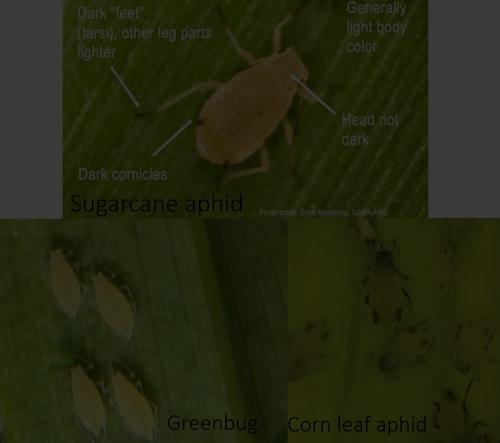 Dark "feet"
(tarsi), other leg parts
lighter
Generally
light body
color
Head not
dark
Dark cornicles
Sugarcane aphid
Photo credit: Scott Armstrong, USDA-ARS
Greenbug
Corn leaf aphid